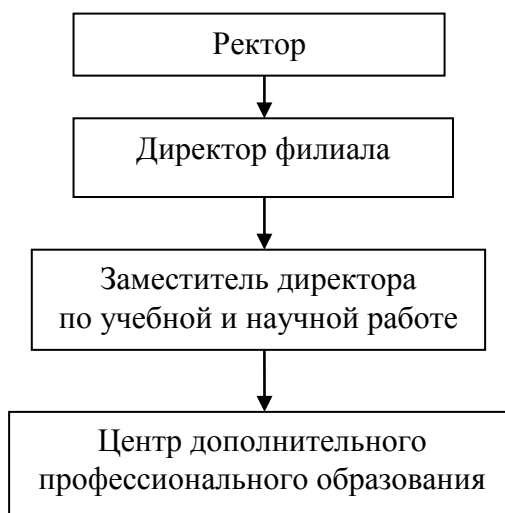 Ректор
Директор филиала
Заместитель директора
по учебной и научной работе
Центр дополнительного
профессионального образования